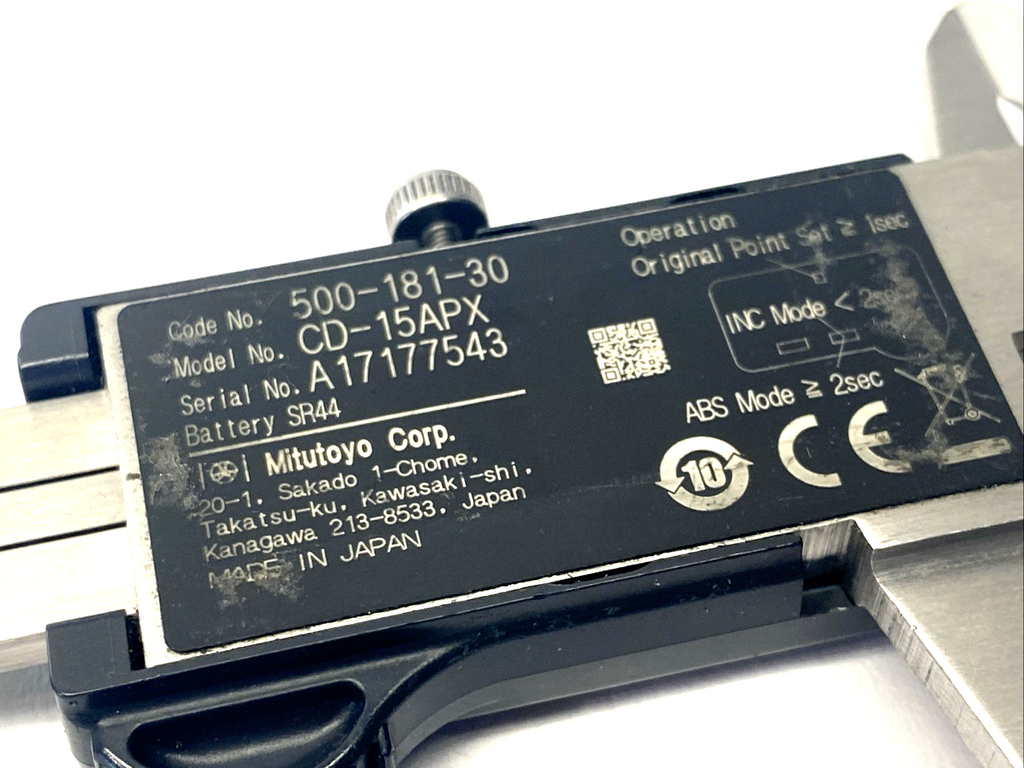 Code No. 500-181-30
Model No. CD-15APX
Serial No. A17177543
Battery SR44
Mitutoyo Corp.
20-1, Sakado 1-Chome,
Takatsu-ku, Kawasaki-shi,
Kanagawa 213-8533, Japan
MADE IN JAPAN
Operation
Original Point Set ≧ 1sec
INC Mode < 2sec
ABS Mode ≧ 2sec
10
CE